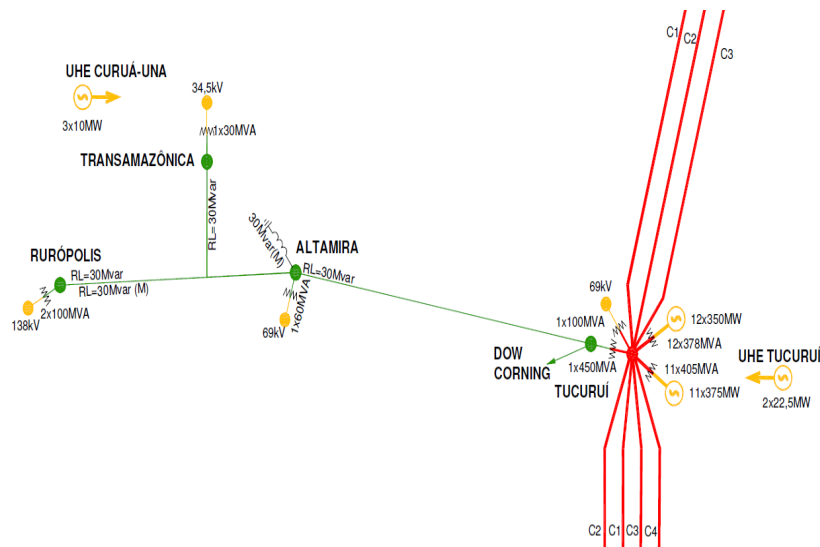 C1
C2
C3
UHE CURUÁ-UNA
3x10MW
34,5kV
1x30MVA
TRANSAMAZÔNICA
RL=30Mvar
30Mvar(M)
ALTAMIRA
RL=30Mvar
RURÓPOLIS
RL=30Mvar
RL=30Mvar (M)
2x100MVA
138kV
1x60MVA
69kV
69kV
1x100MVA
12x350MW
12x378MVA
DOW
CORNING
1x450MVA
TUCURUÍ
11x405MVA
11x375MW
UHE TUCURUÍ
2x22,5MW
C2
C1
C3
C4